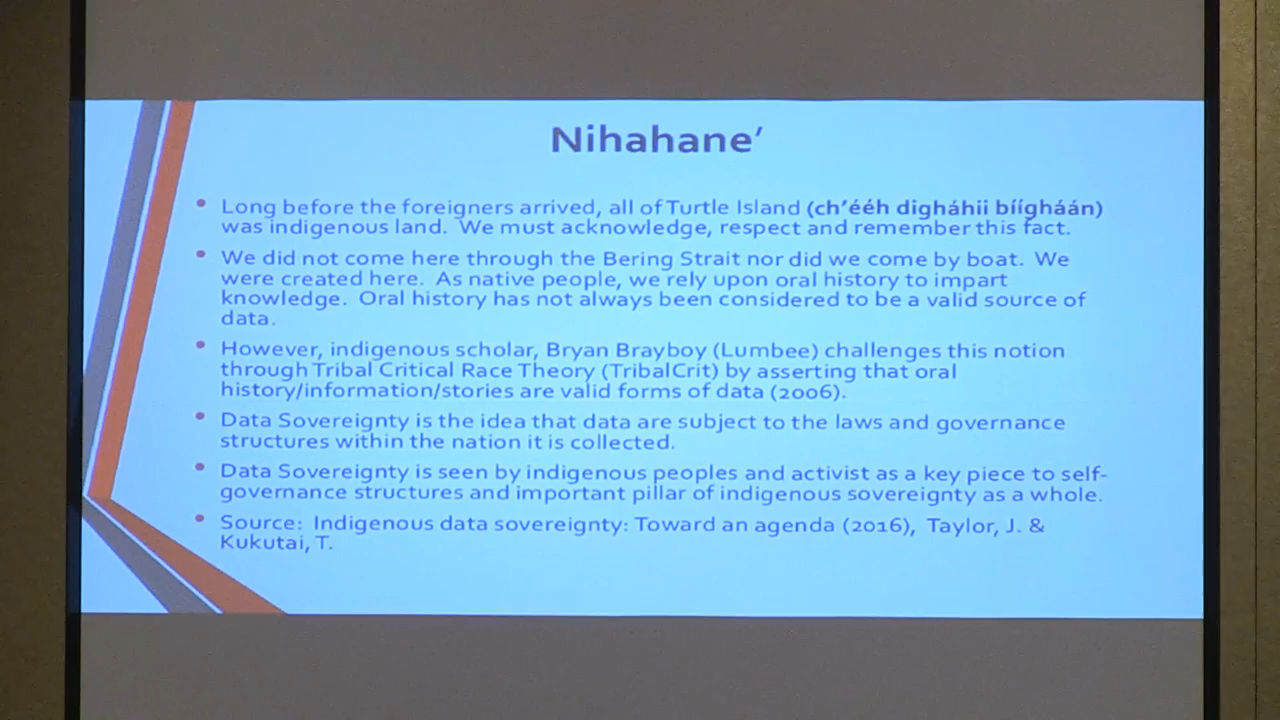 Nihahane’
• Long before the foreigners arrived, all of Turtle Island (ch’ééh digháhii bíígháán)
was indigenous land. We must acknowledge, respect and remember this fact.
• We did not come here through the Bering Strait nor did we come by boat. We
were created here. As native people, we rely upon oral history to impart
knowledge. Oral history has not always been considered to be a valid source of
data.
• However, indigenous scholar, Bryan Brayboy (Lumbee) challenges this notion
through Tribal Critical Race Theory (TribalCrit) by asserting that oral
history/information/stories are valid forms of data (2006).
• Data Sovereignty is the idea that data are subject to the laws and governance
structures within the nation it is collected.
• Data Sovereignty is seen by indigenous peoples and activist as a key piece to self-
governance structures and important pillar of indigenous sovereignty as a whole.
• Source: Indigenous data sovereignty: Toward an agenda (2016), Taylor, J. &
Kukutai, T.